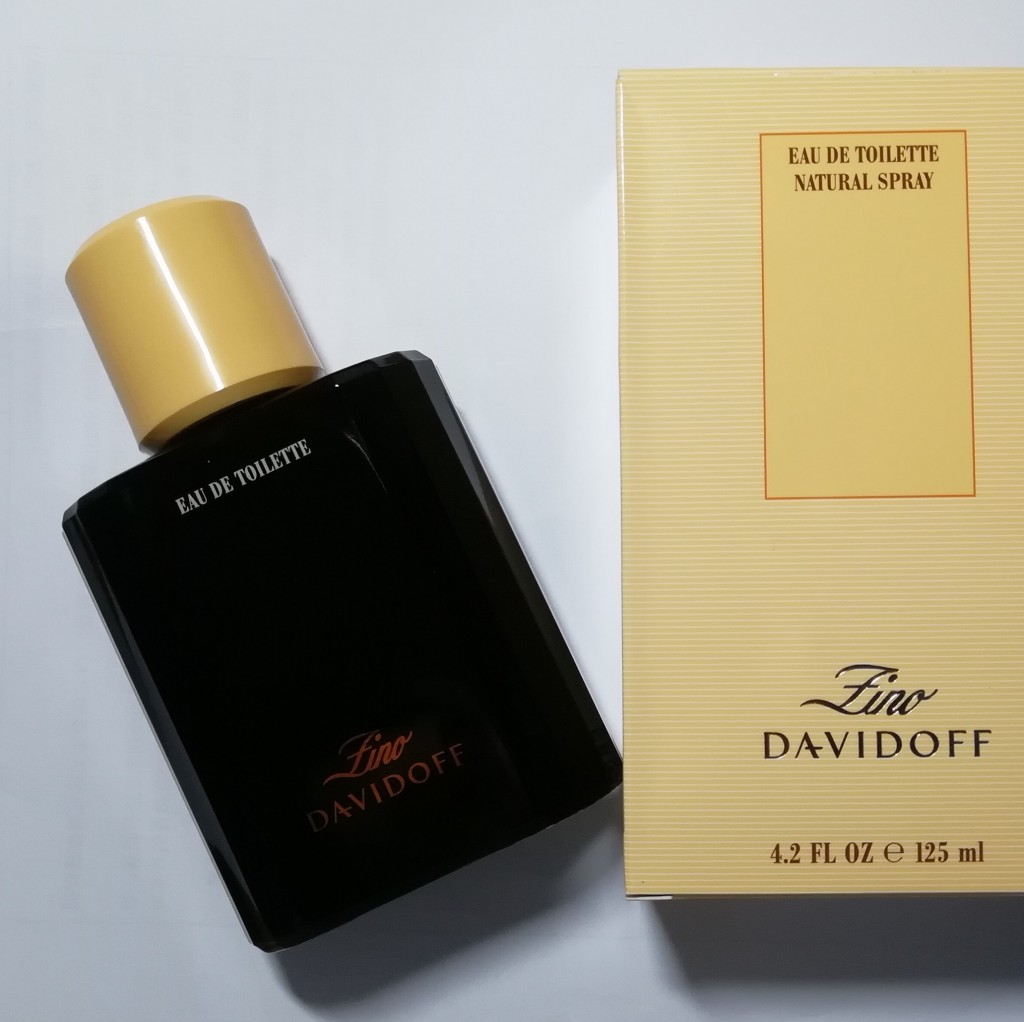 EAU DE TOILETTE
Zino
DAVIDOFF
EAU DE TOILETTE
NATURAL SPRAY
Zino
DAVIDOFF
4.2 FL OZ ℮ 125 ml